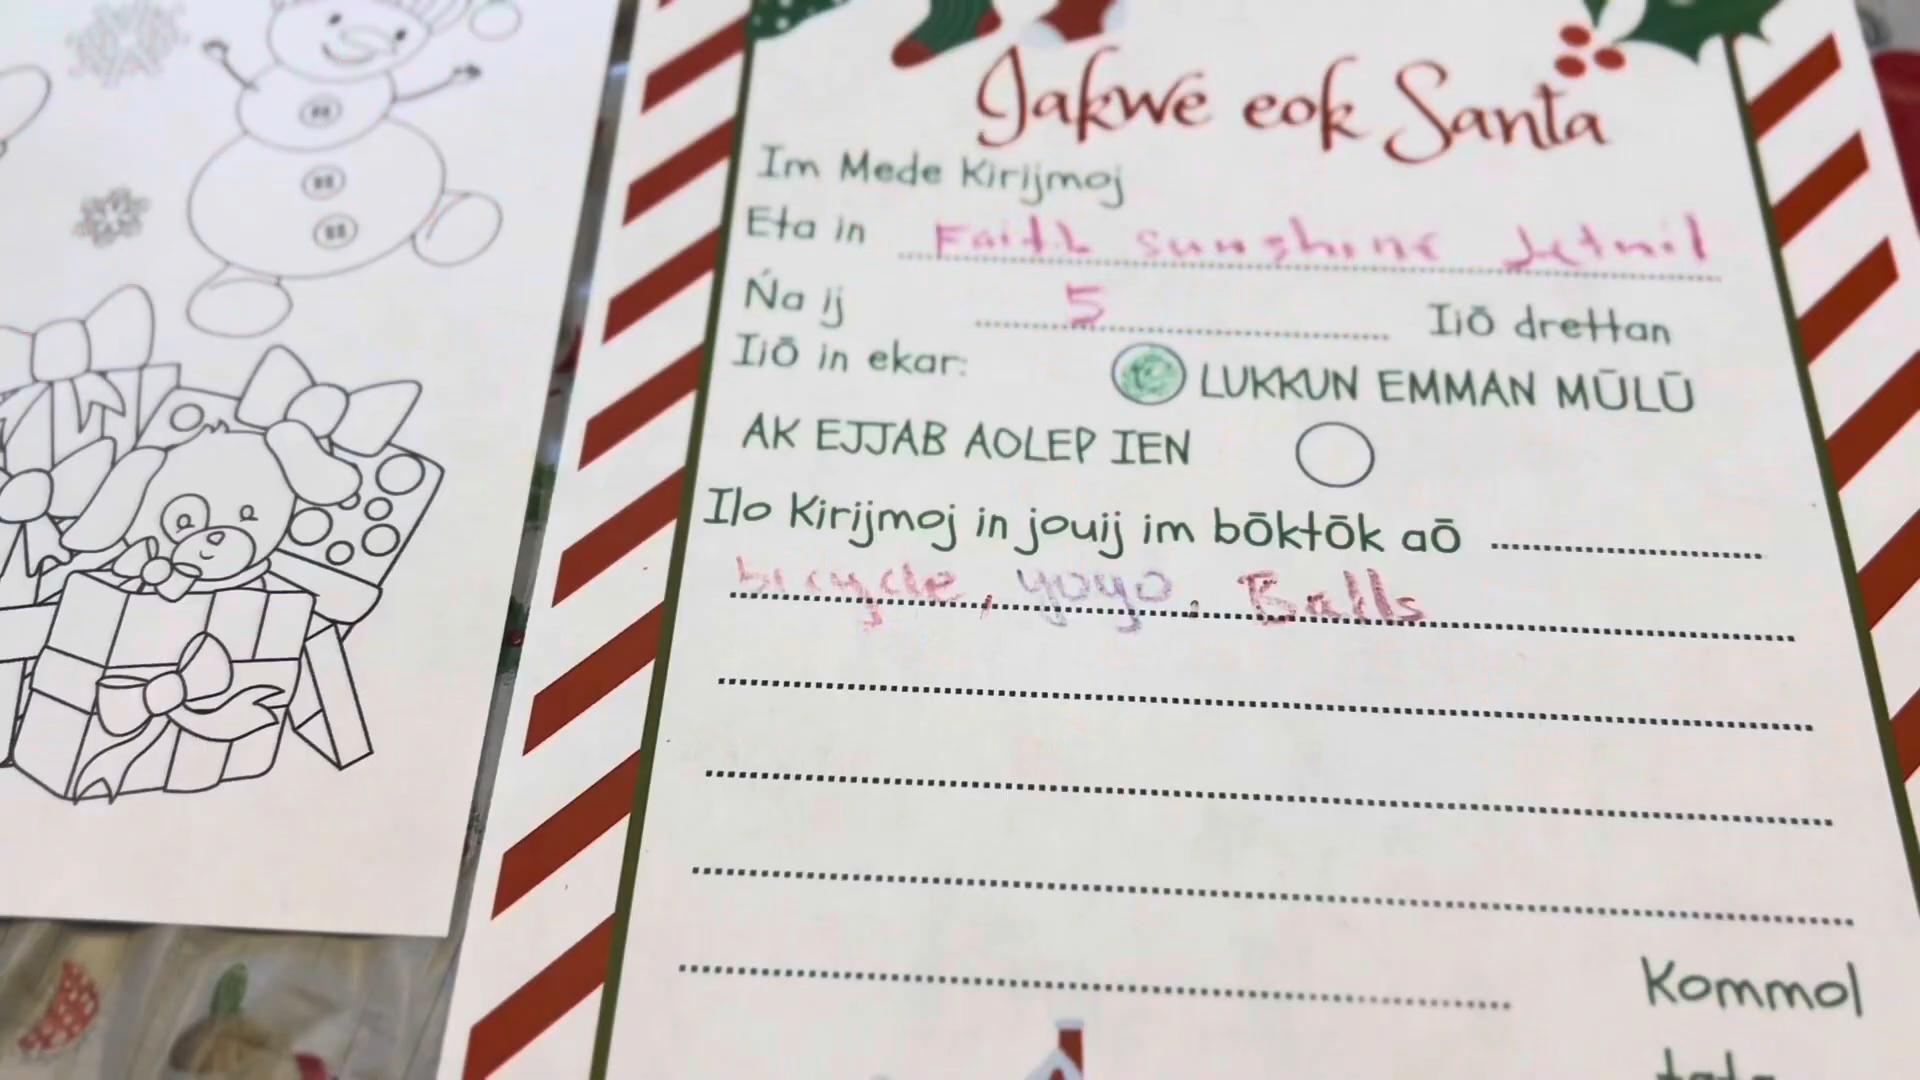 Jakwe eok Santa
Im Mede Kirijmoj
Eta in Faith sunshine Jetnil
Ńa ij 5 Iiō drettan
Iiō in ekar: LUKKUN EMMAN MŪLŪ
AK EJJAB AOLEP IEN
Ilo Kirijmoj in jouij im bōktōk aō
bicycle, yoyo, Balls
Kommol
tata